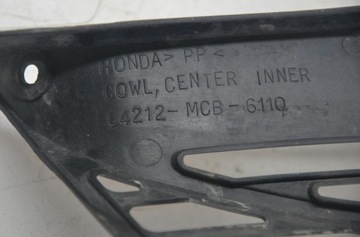 HONDA > PP <
COWL, CENTER INNER
64212-MCB-6110